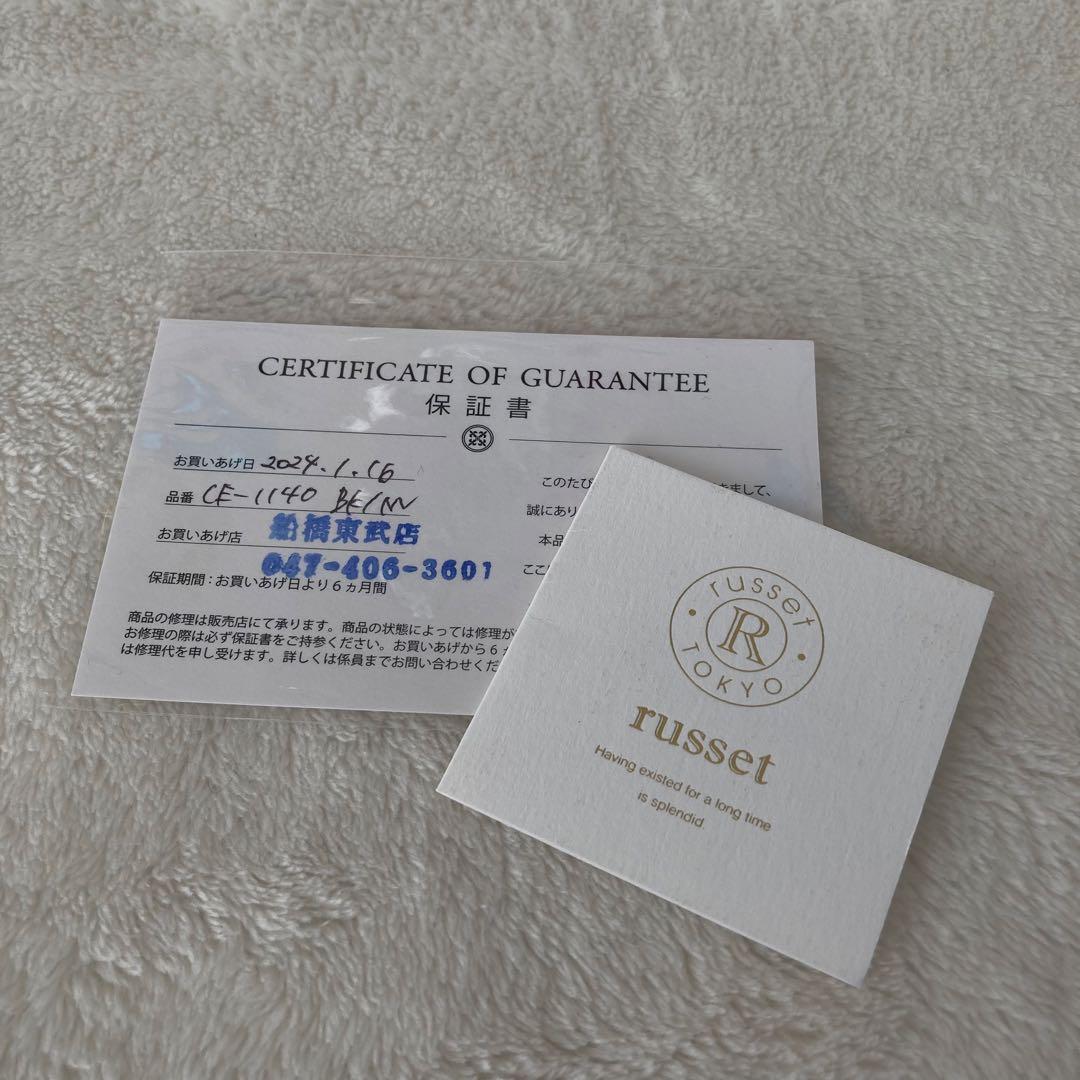 CERTIFICATE OF GUARANTEE
保証書
お買いあげ日 2024.1.16
品番 CE-1140
お買いあげ店 船橋東武店
047-406-3601
保証期間：お買いあげ日より6ヵ月間
商品の修理は販売店にて承ります。商品の状態によっては修理が
お修理の際は必ず保証書をご持参ください。お買いあげから6
は修理代を申し受けます。詳しくは係員までお問い合わせくだ
このたび
きまして、
誠にあり
本品
ここ
russet
R
TOKYO
russet
Having existed for a long time
is splendid.